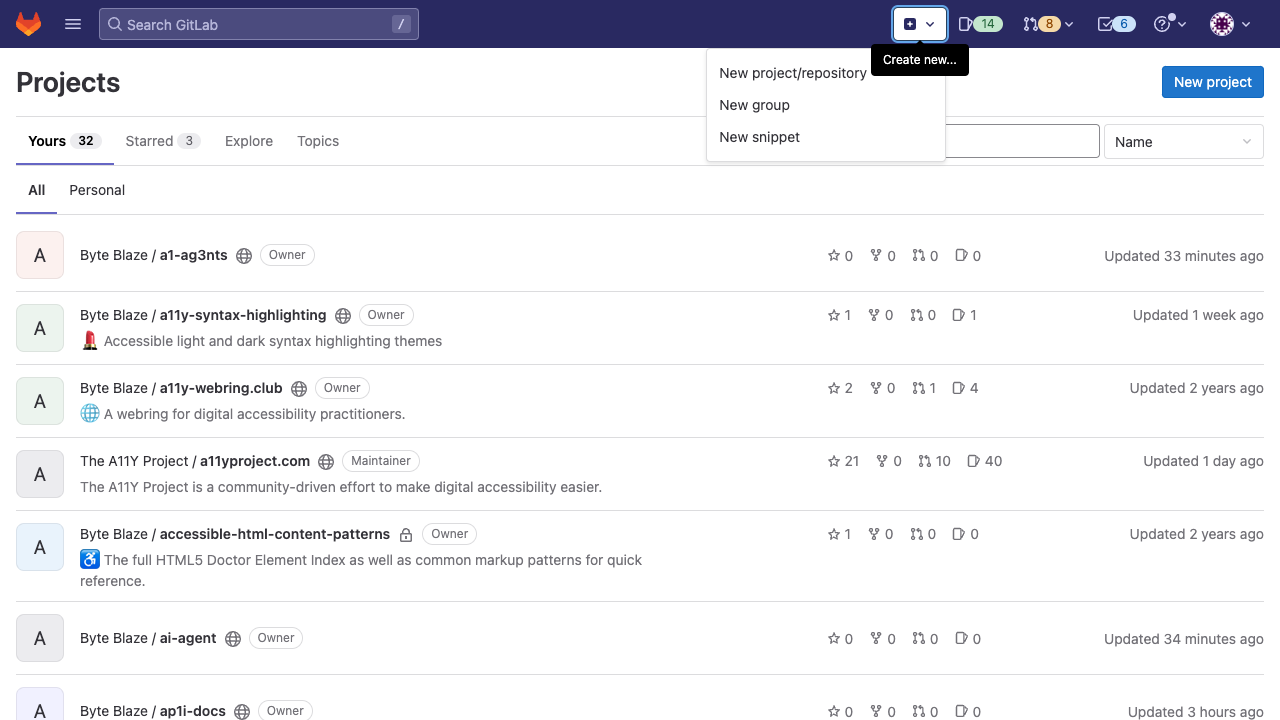 Search GitLab /
14 8 6
Create new...
New project/repository
New group
New snippet
Projects
New project
Yours 32 Starred 3 Explore Topics
Name
All Personal
A Byte Blaze / a1-ag3nts Owner 0 0 0 0 Updated 33 minutes ago
A Byte Blaze / a11y-syntax-highlighting Owner 1 0 0 1 Updated 1 week ago
Accessible light and dark syntax highlighting themes
A Byte Blaze / a11y-webring.club Owner 2 0 1 4 Updated 2 years ago
A webring for digital accessibility practitioners.
A The A11Y Project / a11yproject.com Maintainer 21 0 10 40 Updated 1 day ago
The A11Y Project is a community-driven effort to make digital accessibility easier.
A Byte Blaze / accessible-html-content-patterns Owner 1 0 0 0 Updated 2 years ago
The full HTML5 Doctor Element Index as well as common markup patterns for quick
reference.
A Byte Blaze / ai-agent Owner 0 0 0 0 Updated 34 minutes ago
A Byte Blaze / ap1i-docs Owner 0 0 0 0 Updated 3 hours ago